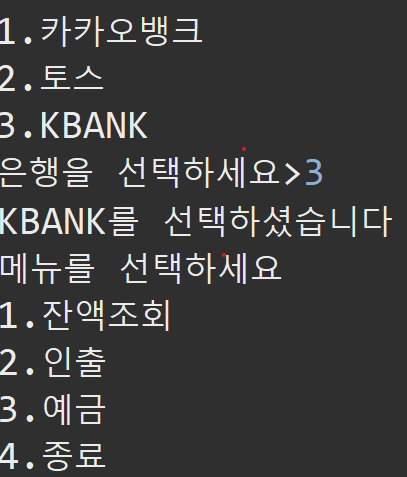 1.카카오뱅크
2.토스
3.KBANK
은행을 선택하세요>3
KBANK를 선택하셨습니다
메뉴를 선택하세요
1.잔액조회
2.인출
3.예금
4.종료